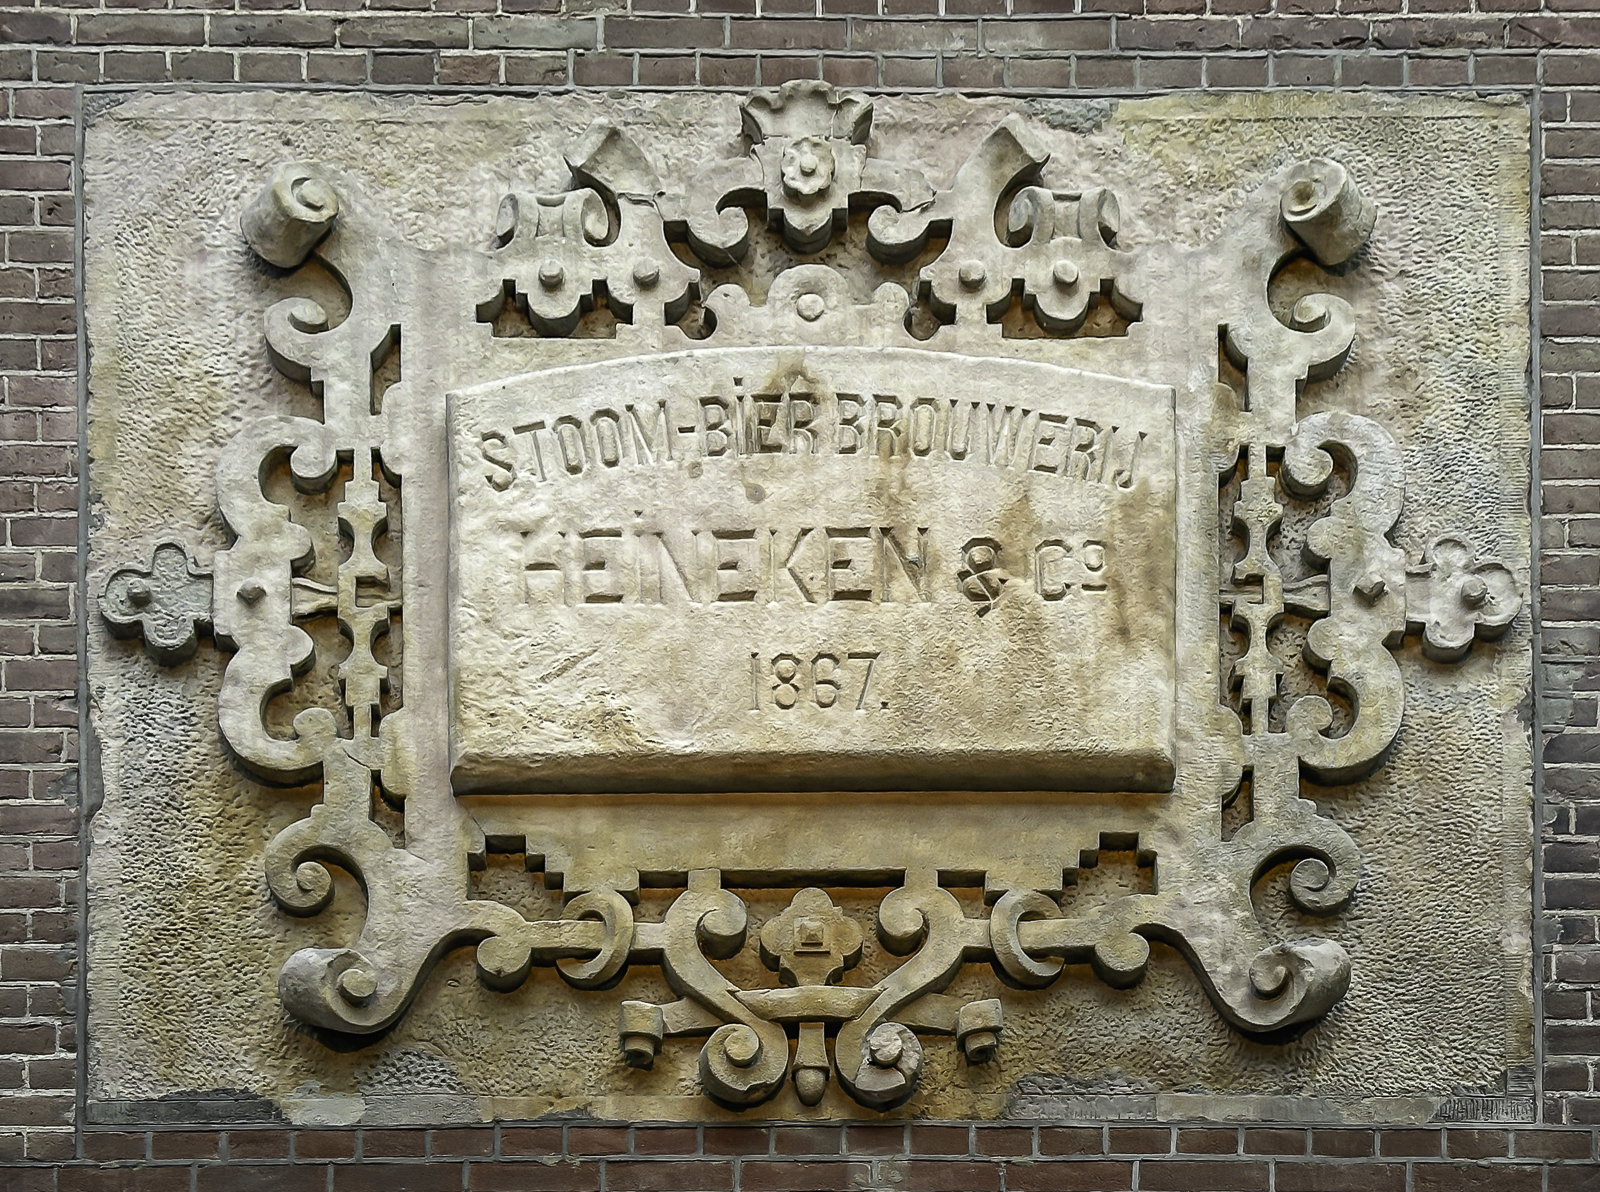 STOOM-BIER BROUWERIJ
HEINEKEN & Cº
1867.